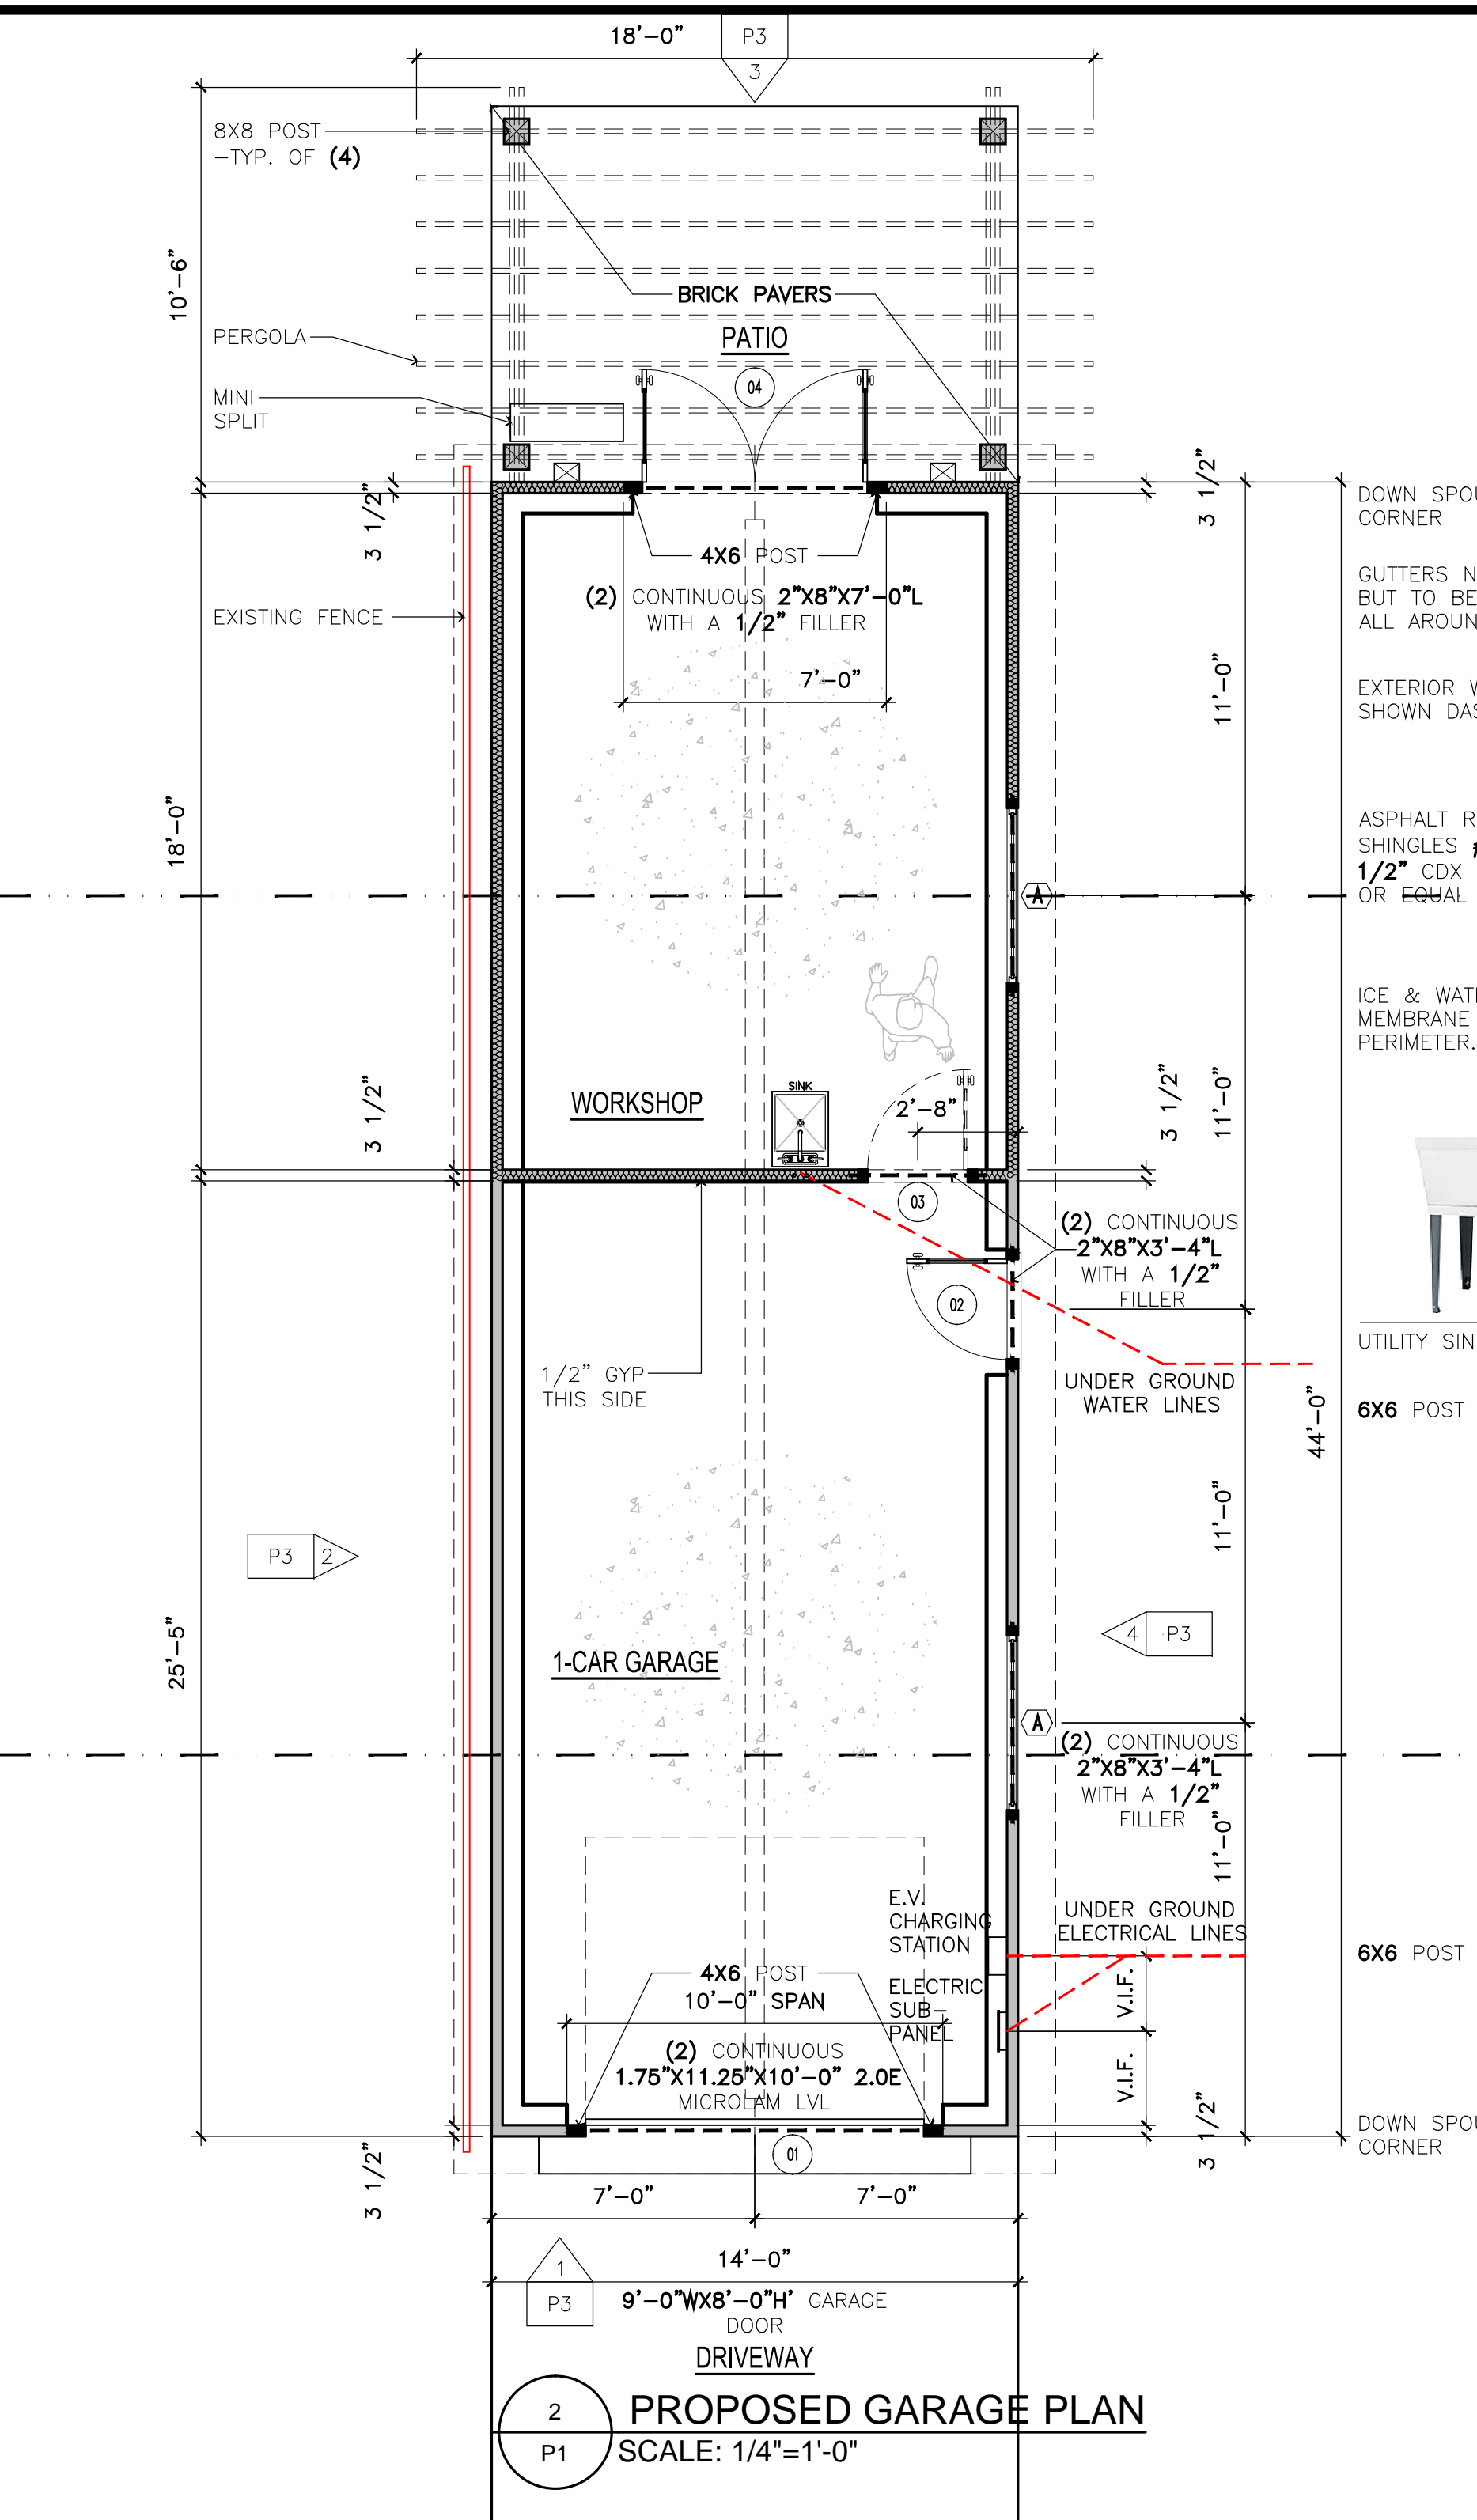 18'-0"
P3
3
8X8 POST
-TYP. OF (4)
10'-6"
BRICK PAVERS
PATIO
PERGOLA
04
MINI
SPLIT
3 1/2"
3 1/2"
DOWN SPOU
CORNER
4X6 POST
GUTTERS N
BUT TO BE
ALL AROUN
(2) CONTINUOUS 2"X8"X7'-0"L
WITH A 1/2" FILLER
EXISTING FENCE
7'-0"
11'-0"
EXTERIOR W
SHOWN DAS
18'-0"
ASPHALT R
SHINGLES #
1/2" CDX
OR EQUAL
A
ICE & WAT
MEMBRANE
PERIMETER.
3 1/2"
WORKSHOP
SINK
2'-8"
3 1/2"
11'-0"
03
(2) CONTINUOUS
2"X8"X3'-4"L
WITH A 1/2"
FILLER
02
UTILITY SIN
1/2" GYP
THIS SIDE
UNDER GROUND
WATER LINES
44'-0"
6X6 POST
11'-0"
P3
2
4
P3
25'-5"
1-CAR GARAGE
A
(2) CONTINUOUS
2"X8"X3'-4"L
WITH A 1/2"
FILLER
11'-0"
E.V.
CHARGING
STATION
UNDER GROUND
ELECTRICAL LINES
6X6 POST
4X6 POST
10'-0" SPAN
ELECTRIC
SUB-
PANEL
V.I.F.
(2) CONTINUOUS
1.75"X11.25"X10'-0" 2.0E
MICROLAM LVL
V.I.F.
3 1/2"
01
3 1/2"
DOWN SPOU
CORNER
7'-0"
7'-0"
14'-0"
1
P3
9'-0"WX8'-0"H' GARAGE
DOOR
DRIVEWAY
2
P1
PROPOSED GARAGE PLAN
SCALE: 1/4"=1'-0"